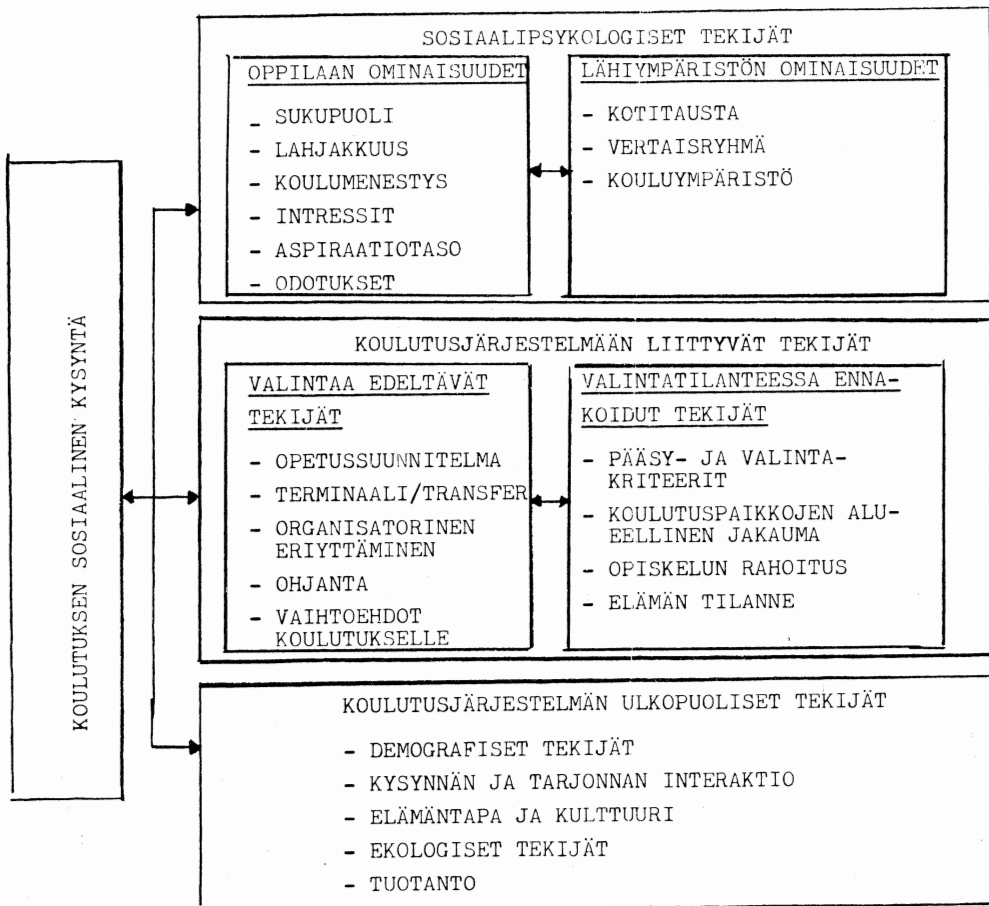 KOULUTUKSEN SOSIAALINEN KYSYNTÄ
SOSIAALIPSYKOLOGISET TEKIJÄT
OPPILAAN OMINAISUUDET
- SUKUPUOLI
- LAHJAKKUUS
- KOULUMENESTYS
- INTRESSIT
- ASPIRAATIOTASO
- ODOTUKSET
LÄHIYMPÄRISTÖN OMINAISUUDET
- KOTITAUSTA
- VERTAISRYHMÄ
- KOULUYMPÄRISTÖ
KOULUTUSJÄRJESTELMÄÄN LIITTYVÄT TEKIJÄT
VALINTAA EDELTÄVÄT
TEKIJÄT
- OPETUSSUUNNITELMA
- TERMINAALI/TRANSFER
- ORGANISATORINEN
ERIYTTÄMINEN
- OHJANTA
- VAIHTOEHDOT
KOULUTUKSELLE
VALINTATILANTEESSA ENNA-
KOIDUT TEKIJÄT
- PÄÄSY- JA VALINTA-
KRITEERIT
- KOULUTUSPAIKKOJEN ALU-
EELLINEN JAKAUMA
- OPISKELUN RAHOITUS
- ELÄMÄN TILANNE
KOULUTUSJÄRJESTELMÄN ULKOPUOLISET TEKIJÄT
- DEMOGRAFISET TEKIJÄT
- KYSYNNÄN JA TARJONNAN INTERAKTIO
- ELÄMÄNTAPA JA KULTTUURI
- EKOLOGISET TEKIJÄT
- TUOTANTO